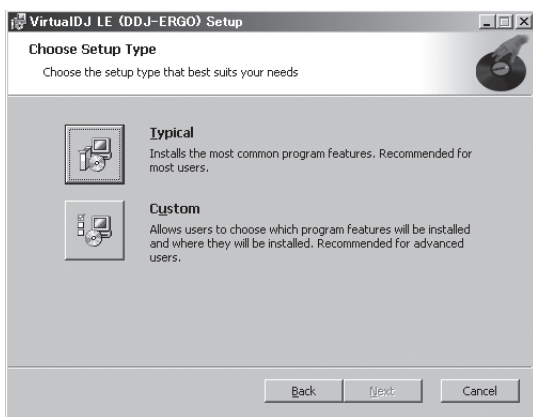 VirtualDJ LE (DDJ-ERGO) Setup
Choose Setup Type
Choose the setup type that best suits your needs
Typical
Installs the most common program features. Recommended for
most users.
Custom
Allows users to choose which program features will be installed
and where they will be installed. Recommended for advanced
users.
Back
Next
Cancel